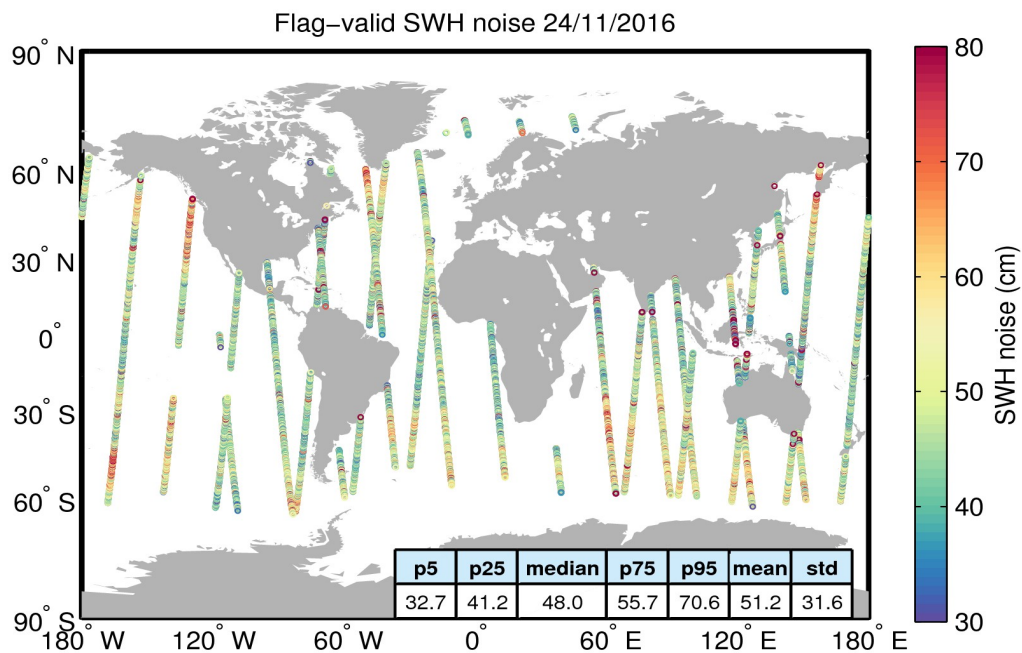 Flag−valid SWH noise 24/11/2016
90° N
60° N
30° N
0°
30° S
60° S
90° S
180° W
120° W
60° W
0°
60° E
120° E
180° E
p5 p25 median p75 p95 mean std
32.7 41.2 48.0 55.7 70.6 51.2 31.6
80
70
60
50
40
30
SWH noise (cm)